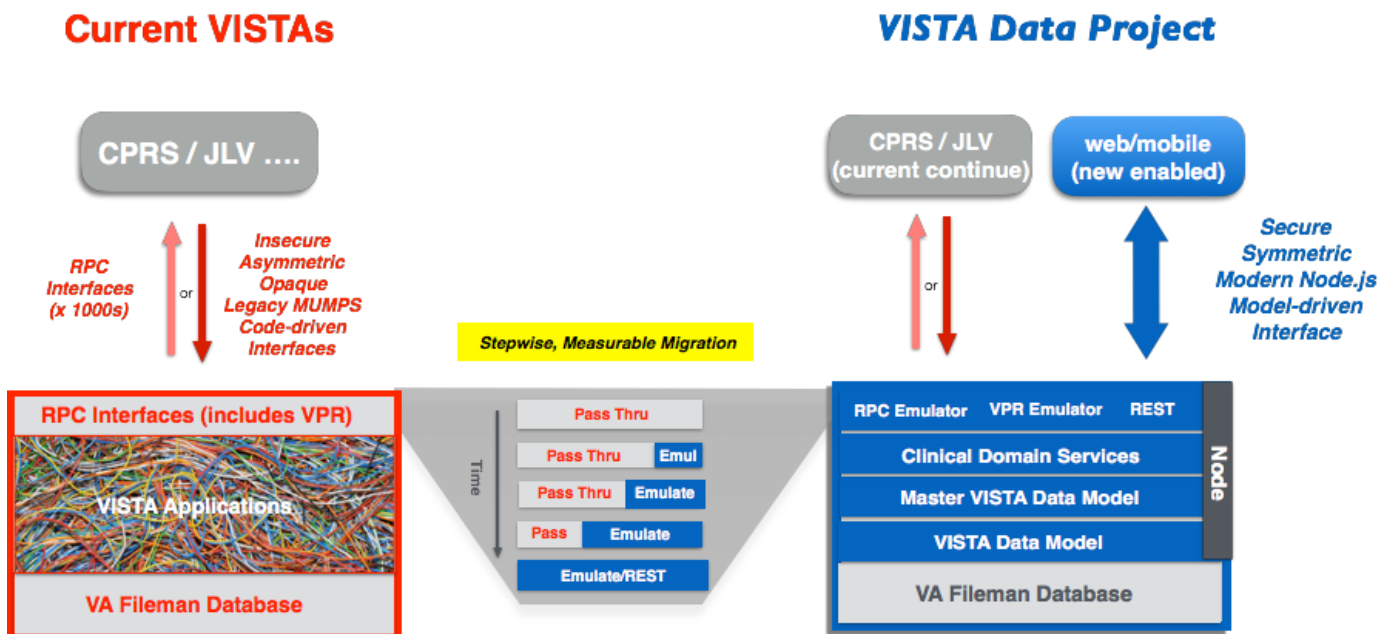 Current VISTAs
VISTA Data Project
CPRS / JLV ....
RPC
Interfaces
(x 1000s)
or
Insecure
Asymmetric
Opaque
Legacy MUMPS
Code-driven
Interfaces
RPC Interfaces (includes VPR)
VISTA Applications
VA Fileman Database
Stepwise, Measurable Migration
Time
Pass Thru
Pass Thru Emul
Pass Thru Emulate
Pass Emulate
Emulate/REST
CPRS / JLV
(current continue)
web/mobile
(new enabled)
or
Secure
Symmetric
Modern Node.js
Model-driven
Interface
RPC Emulator VPR Emulator REST
Clinical Domain Services
Master VISTA Data Model
VISTA Data Model
Node
VA Fileman Database